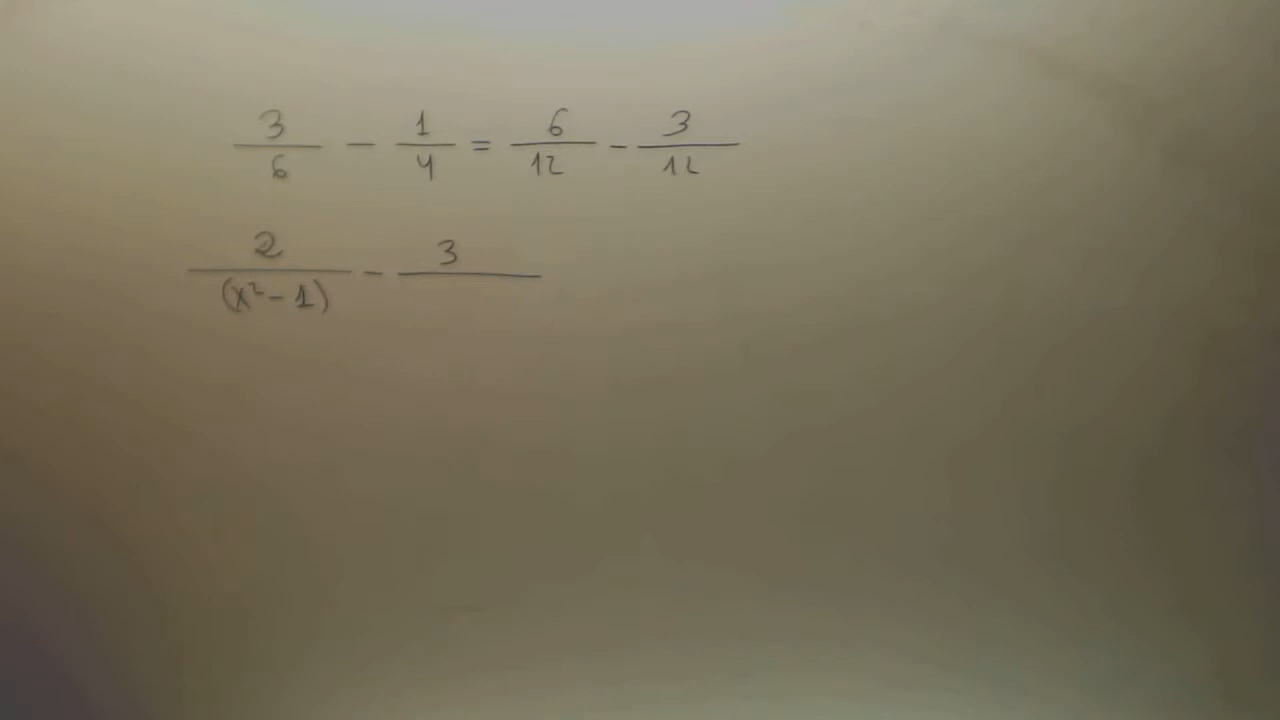 3/6 - 1/4 = 6/12 - 3/12
2/(x²-1) - 3/